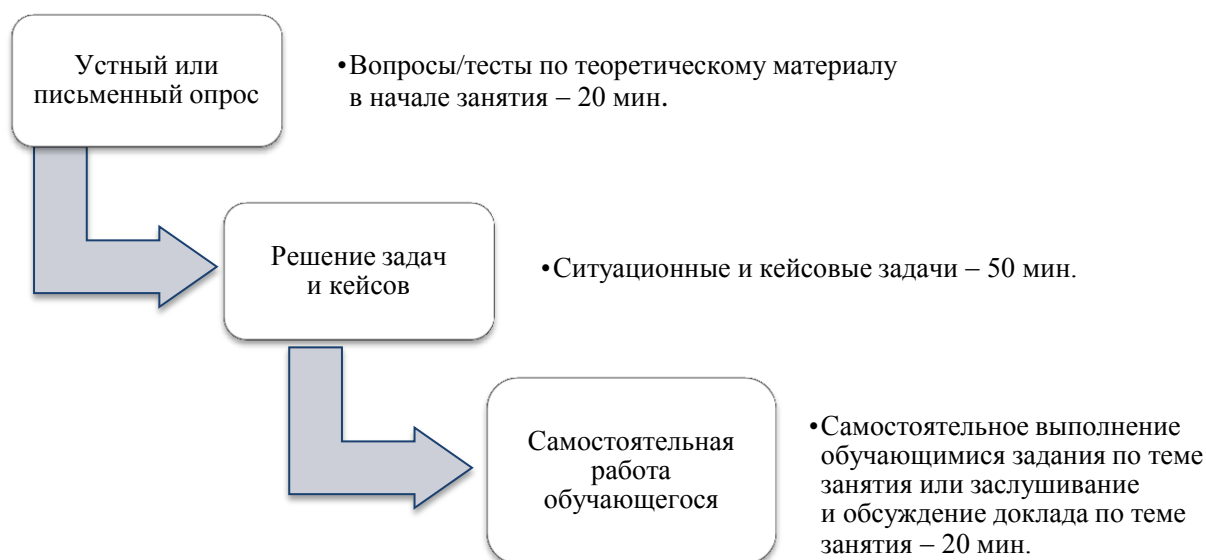 Устный или
письменный опрос
•Вопросы/тесты по теоретическому материалу
в начале занятия – 20 мин.
Решение задач
и кейсов
•Ситуационные и кейсовые задачи – 50 мин.
Самостоятельная
работа
обучающегося
•Самостоятельное выполнение
обучающимися задания по теме
занятия или заслушивание
и обсуждение доклада по теме
занятия – 20 мин.